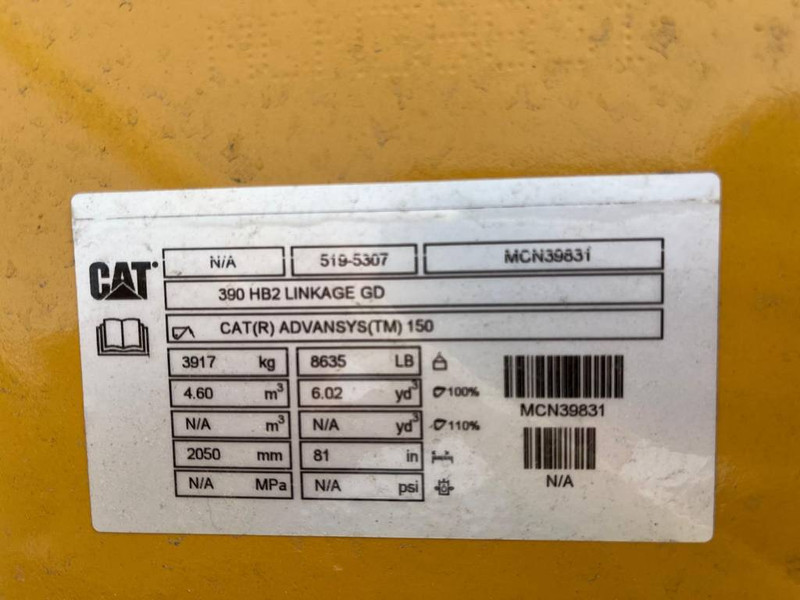 CAT
N/A 519-5307 MCN39831
390 HB2 LINKAGE GD
CAT(R) ADVANSYS(TM) 150
3917 kg 8635 LB
4.60 m³ 6.02 yd³ 100%
N/A m³ N/A yd³ 110%
2050 mm 81 in
N/A MPa N/A psi
MCN39831
N/A